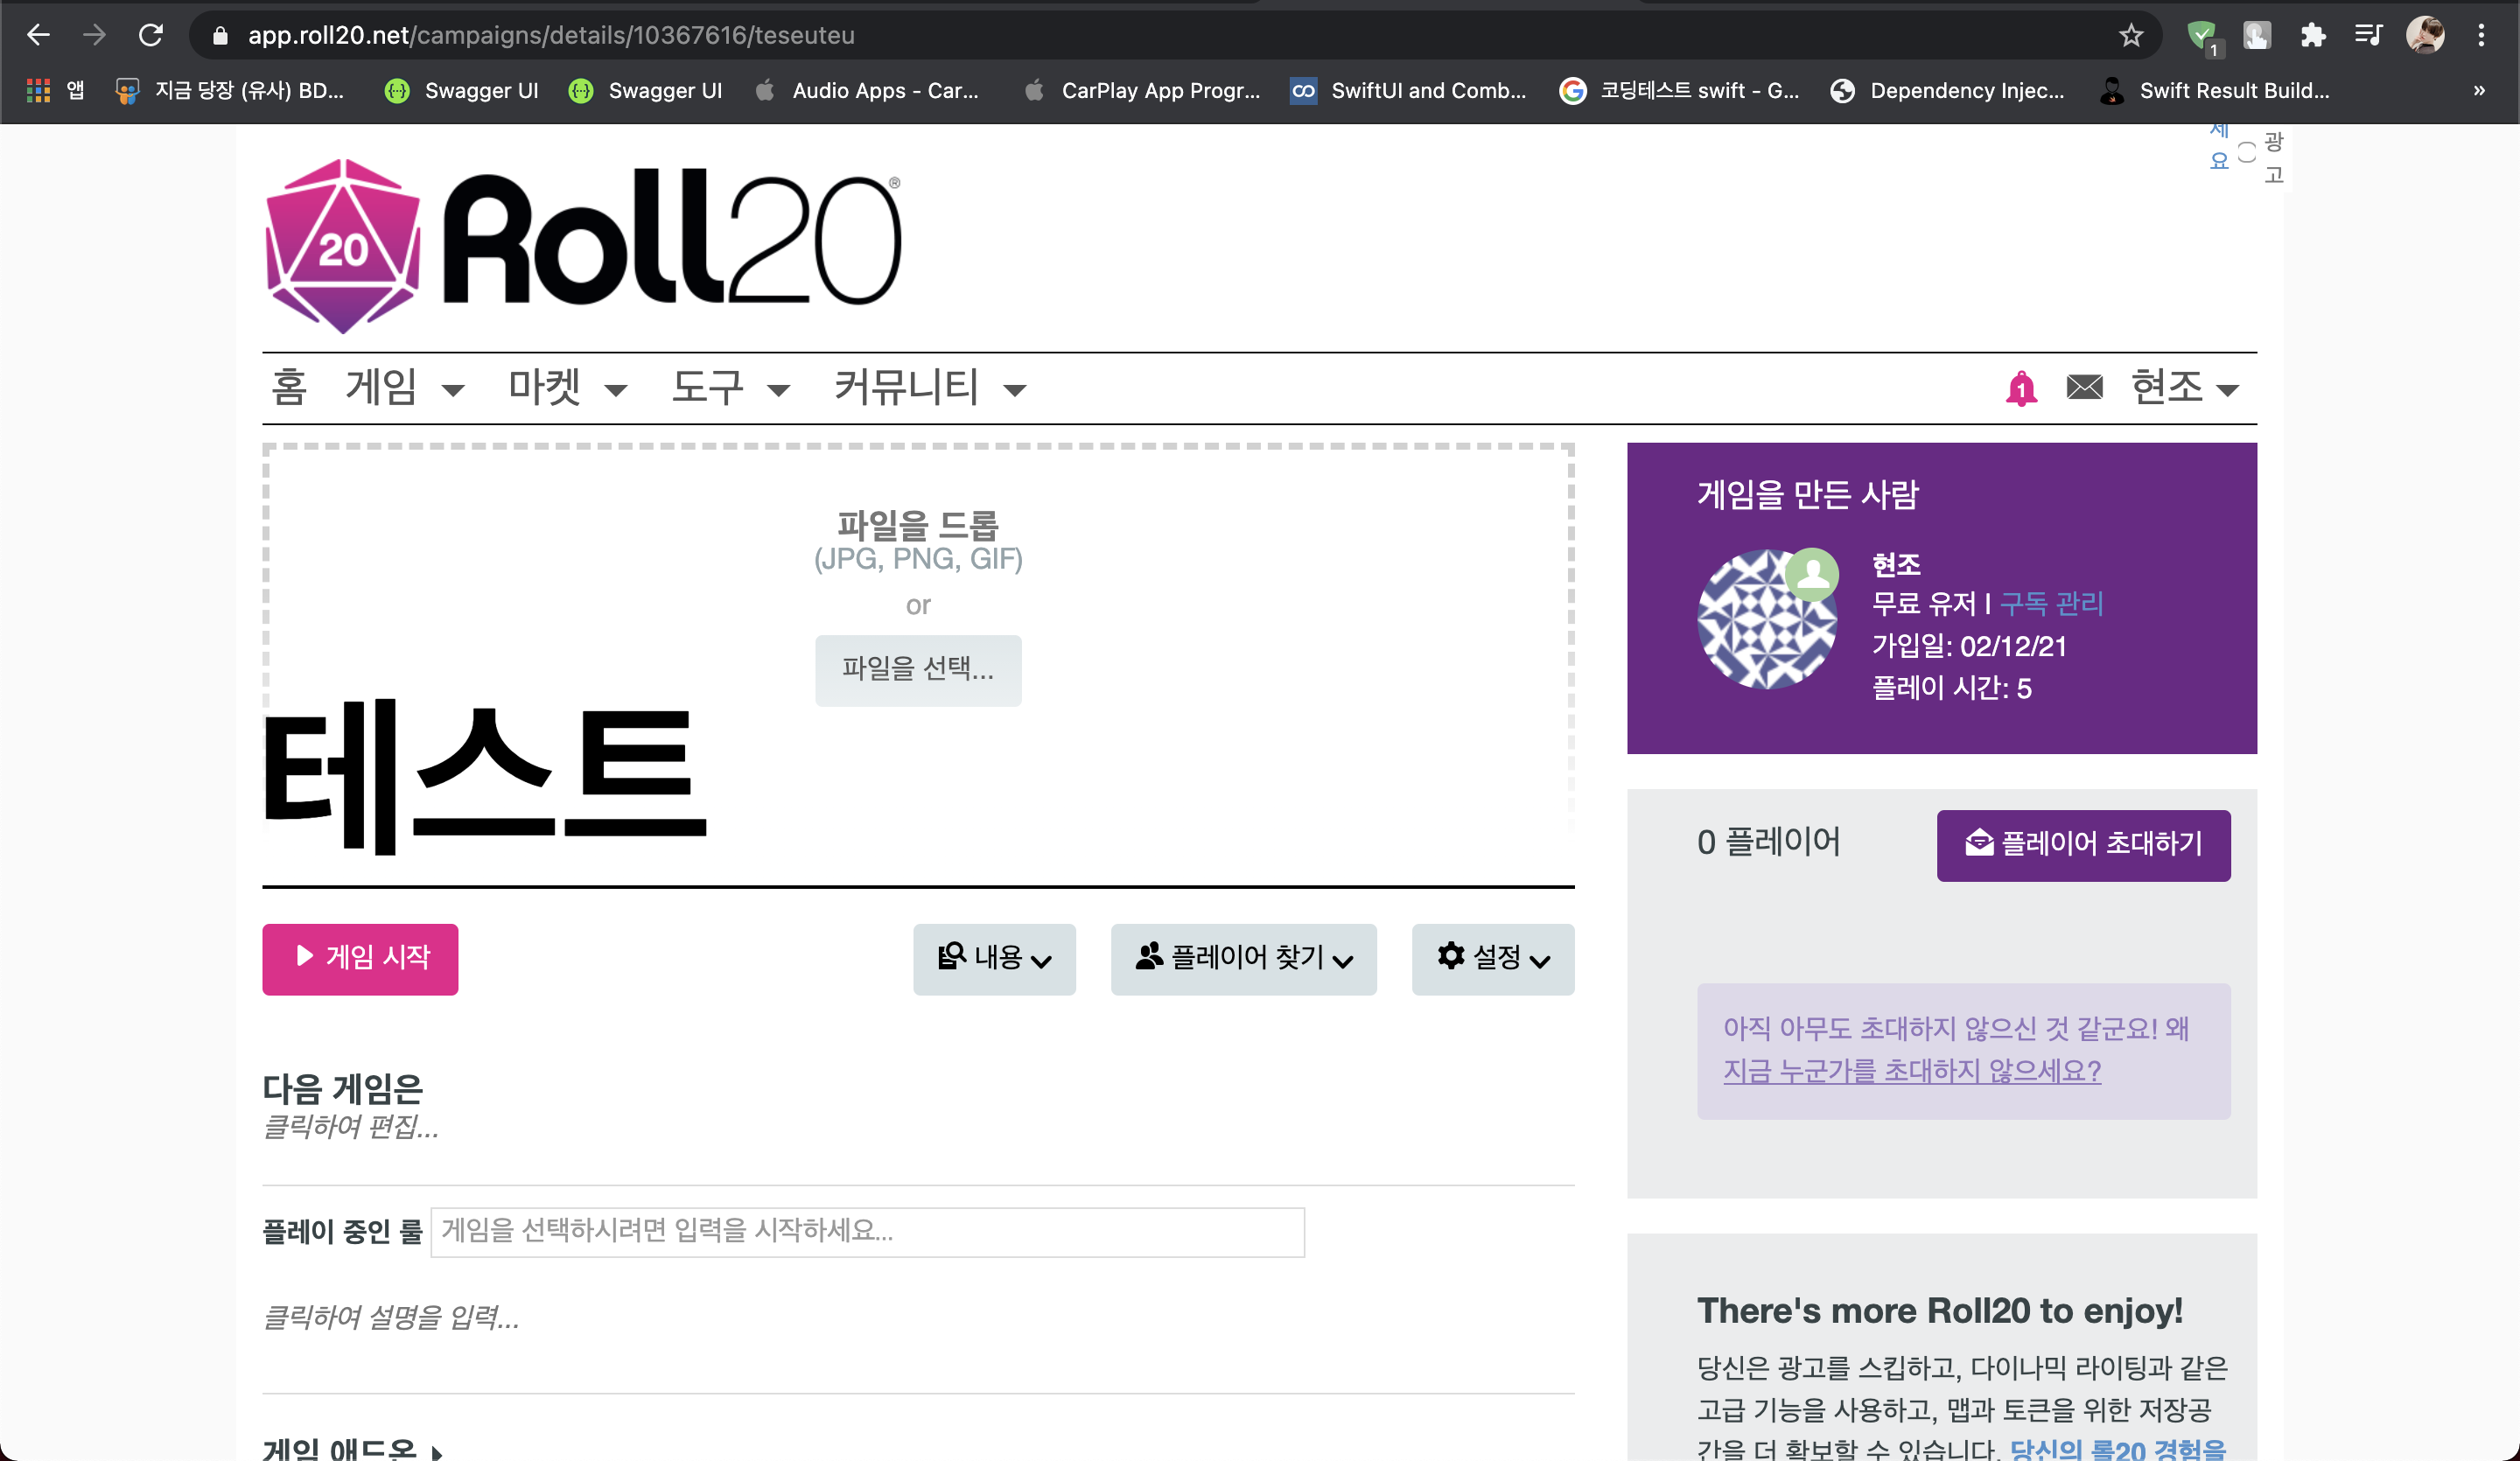 app.roll20.net/campaigns/details/10367616/teseuteu
1
앱
지금 당장 (유사) BD...
Swagger UI
Swagger UI
Audio Apps - Car...
CarPlay App Progr...
SwiftUI and Comb...
코딩테스트 swift - G...
Dependency Injec...
Swift Result Build...
»
세
요
광
고
20
Roll20®
홈
게임
마켓
도구
커뮤니티
1
현조
파일을 드롭
(JPG, PNG, GIF)
or
파일을 선택...
테스트
게임을 만든 사람
현조
무료 유저 | 구독 관리
가입일: 02/12/21
플레이 시간: 5
0 플레이어
플레이어 초대하기
게임 시작
내용
플레이어 찾기
설정
아직 아무도 초대하지 않으신 것 같군요! 왜
지금 누군가를 초대하지 않으세요?
다음 게임은
클릭하여 편집...
플레이 중인 룰
게임을 선택하시려면 입력을 시작하세요...
클릭하여 설명을 입력...
게임 애드온
There's more Roll20 to enjoy!
당신은 광고를 스킵하고, 다이나믹 라이팅과 같은
고급 기능을 사용하고, 맵과 토큰을 위한 저장공
간을 더 확보할 수 있습니다. 당신의 롤20 경험을